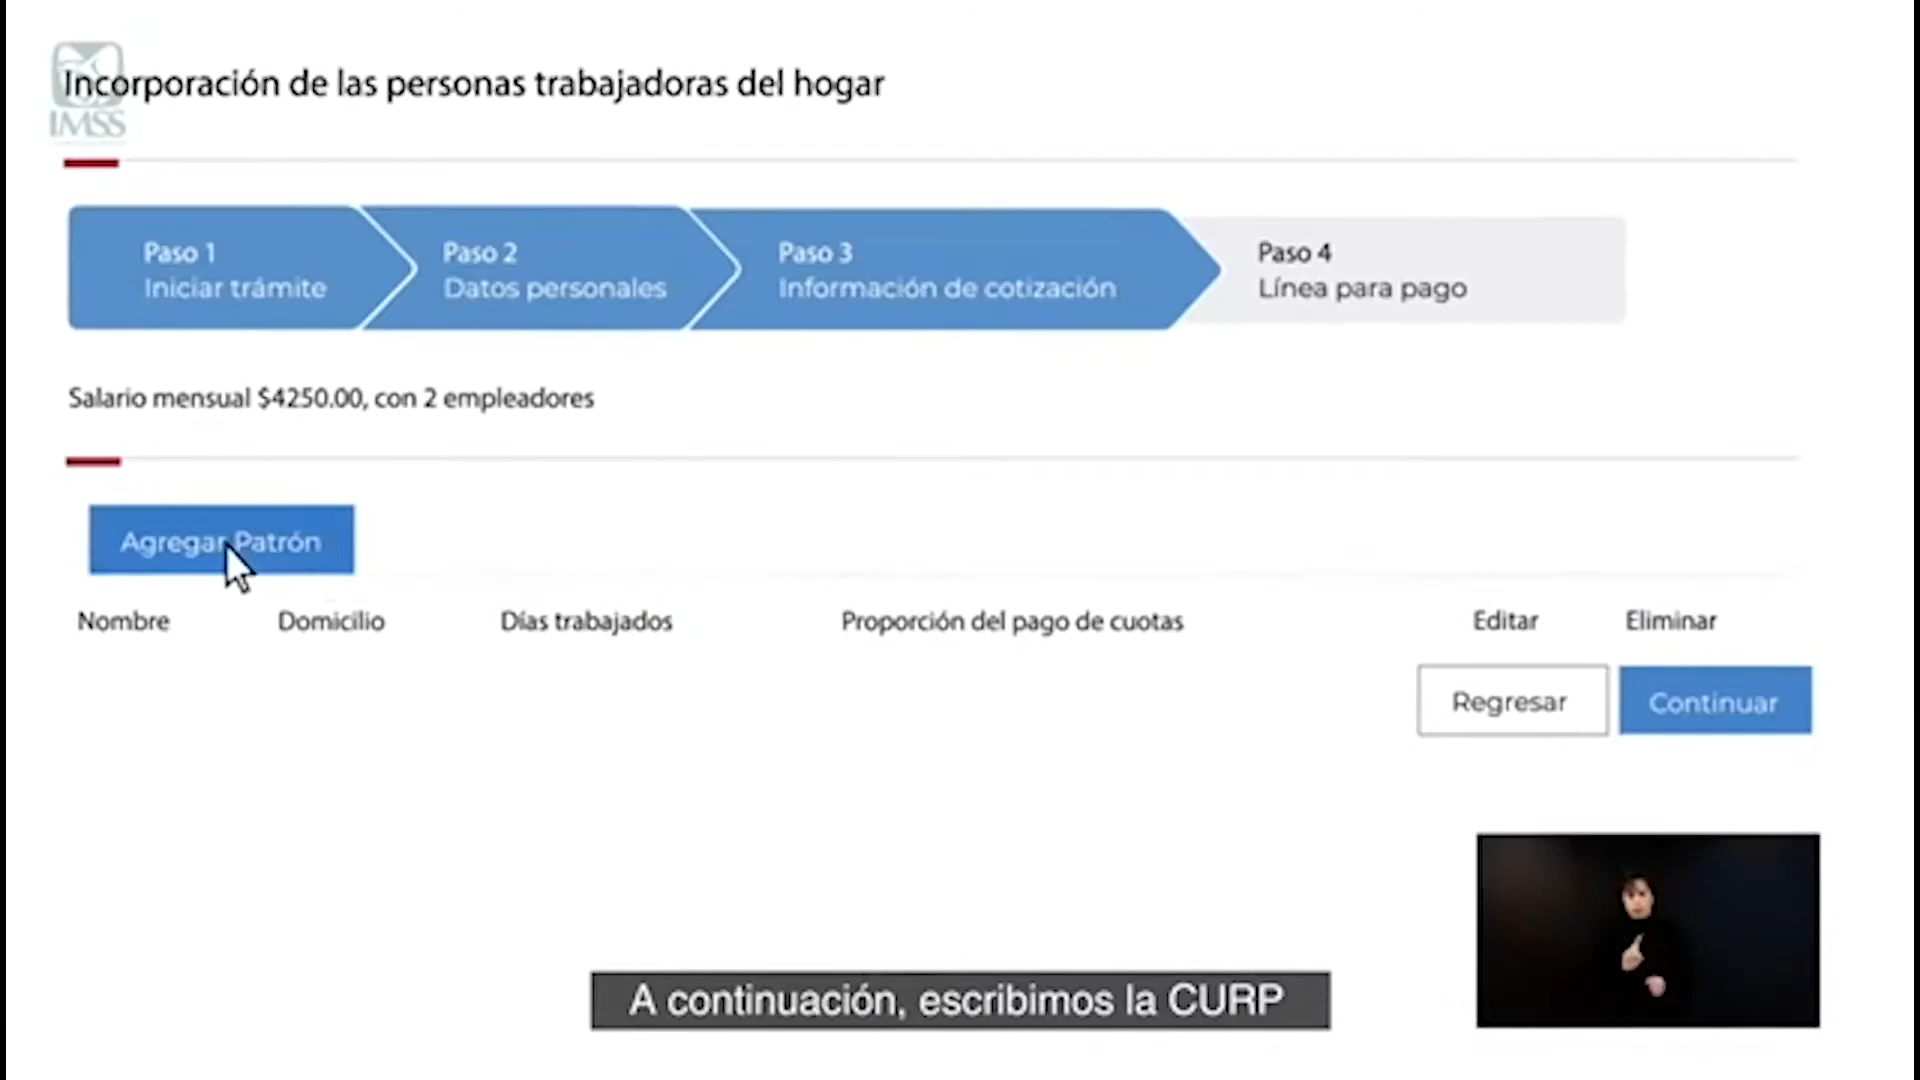 IMSS
Incorporación de las personas trabajadoras del hogar
Paso 1
Iniciar trámite
Paso 2
Datos personales
Paso 3
Información de cotización
Paso 4
Línea para pago
Salario mensual $4250.00, con 2 empleadores
Agregar Patrón
Nombre Domicilio Días trabajados Proporción del pago de cuotas Editar Eliminar
Regresar Continuar
A continuación, escribimos la CURP